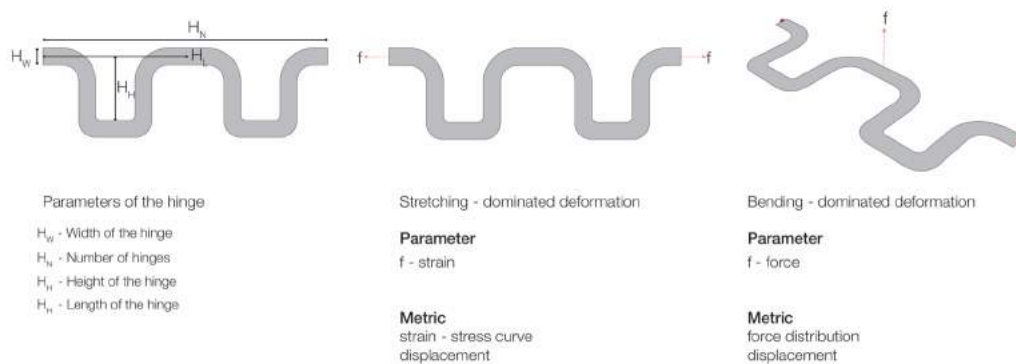 H_N
H_W
H_L
H_H
f
f
f
Parameters of the hinge
H_W - Width of the hinge
H_N - Number of hinges
H_H - Height of the hinge
H_H - Length of the hinge
Stretching - dominated deformation
Parameter
f - strain
Metric
strain - stress curve
displacement
Bending - dominated deformation
Parameter
f - force
Metric
force distribution
displacement